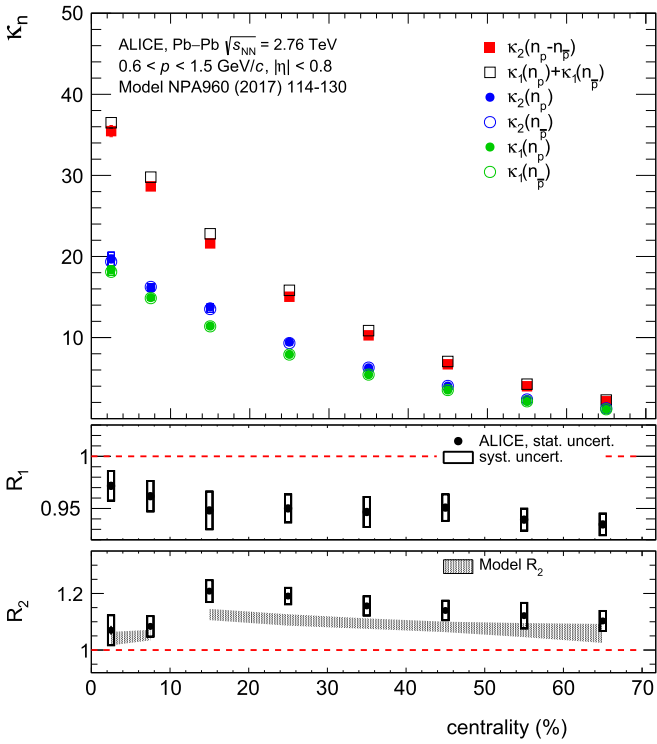 κn
ALICE, Pb–Pb √sNN = 2.76 TeV
0.6 < p < 1.5 GeV/c, |η| < 0.8
Model NPA960 (2017) 114-130
κ2(np-np̅)
κ1(np)+κ1(np̅)
κ2(np)
κ2(np̅)
κ1(np)
κ1(np̅)
50
40
30
20
10
R1
1
0.95
ALICE, stat. uncert.
syst. uncert.
R2
1.2
1
Model R2
0 10 20 30 40 50 60 70
centrality (%)